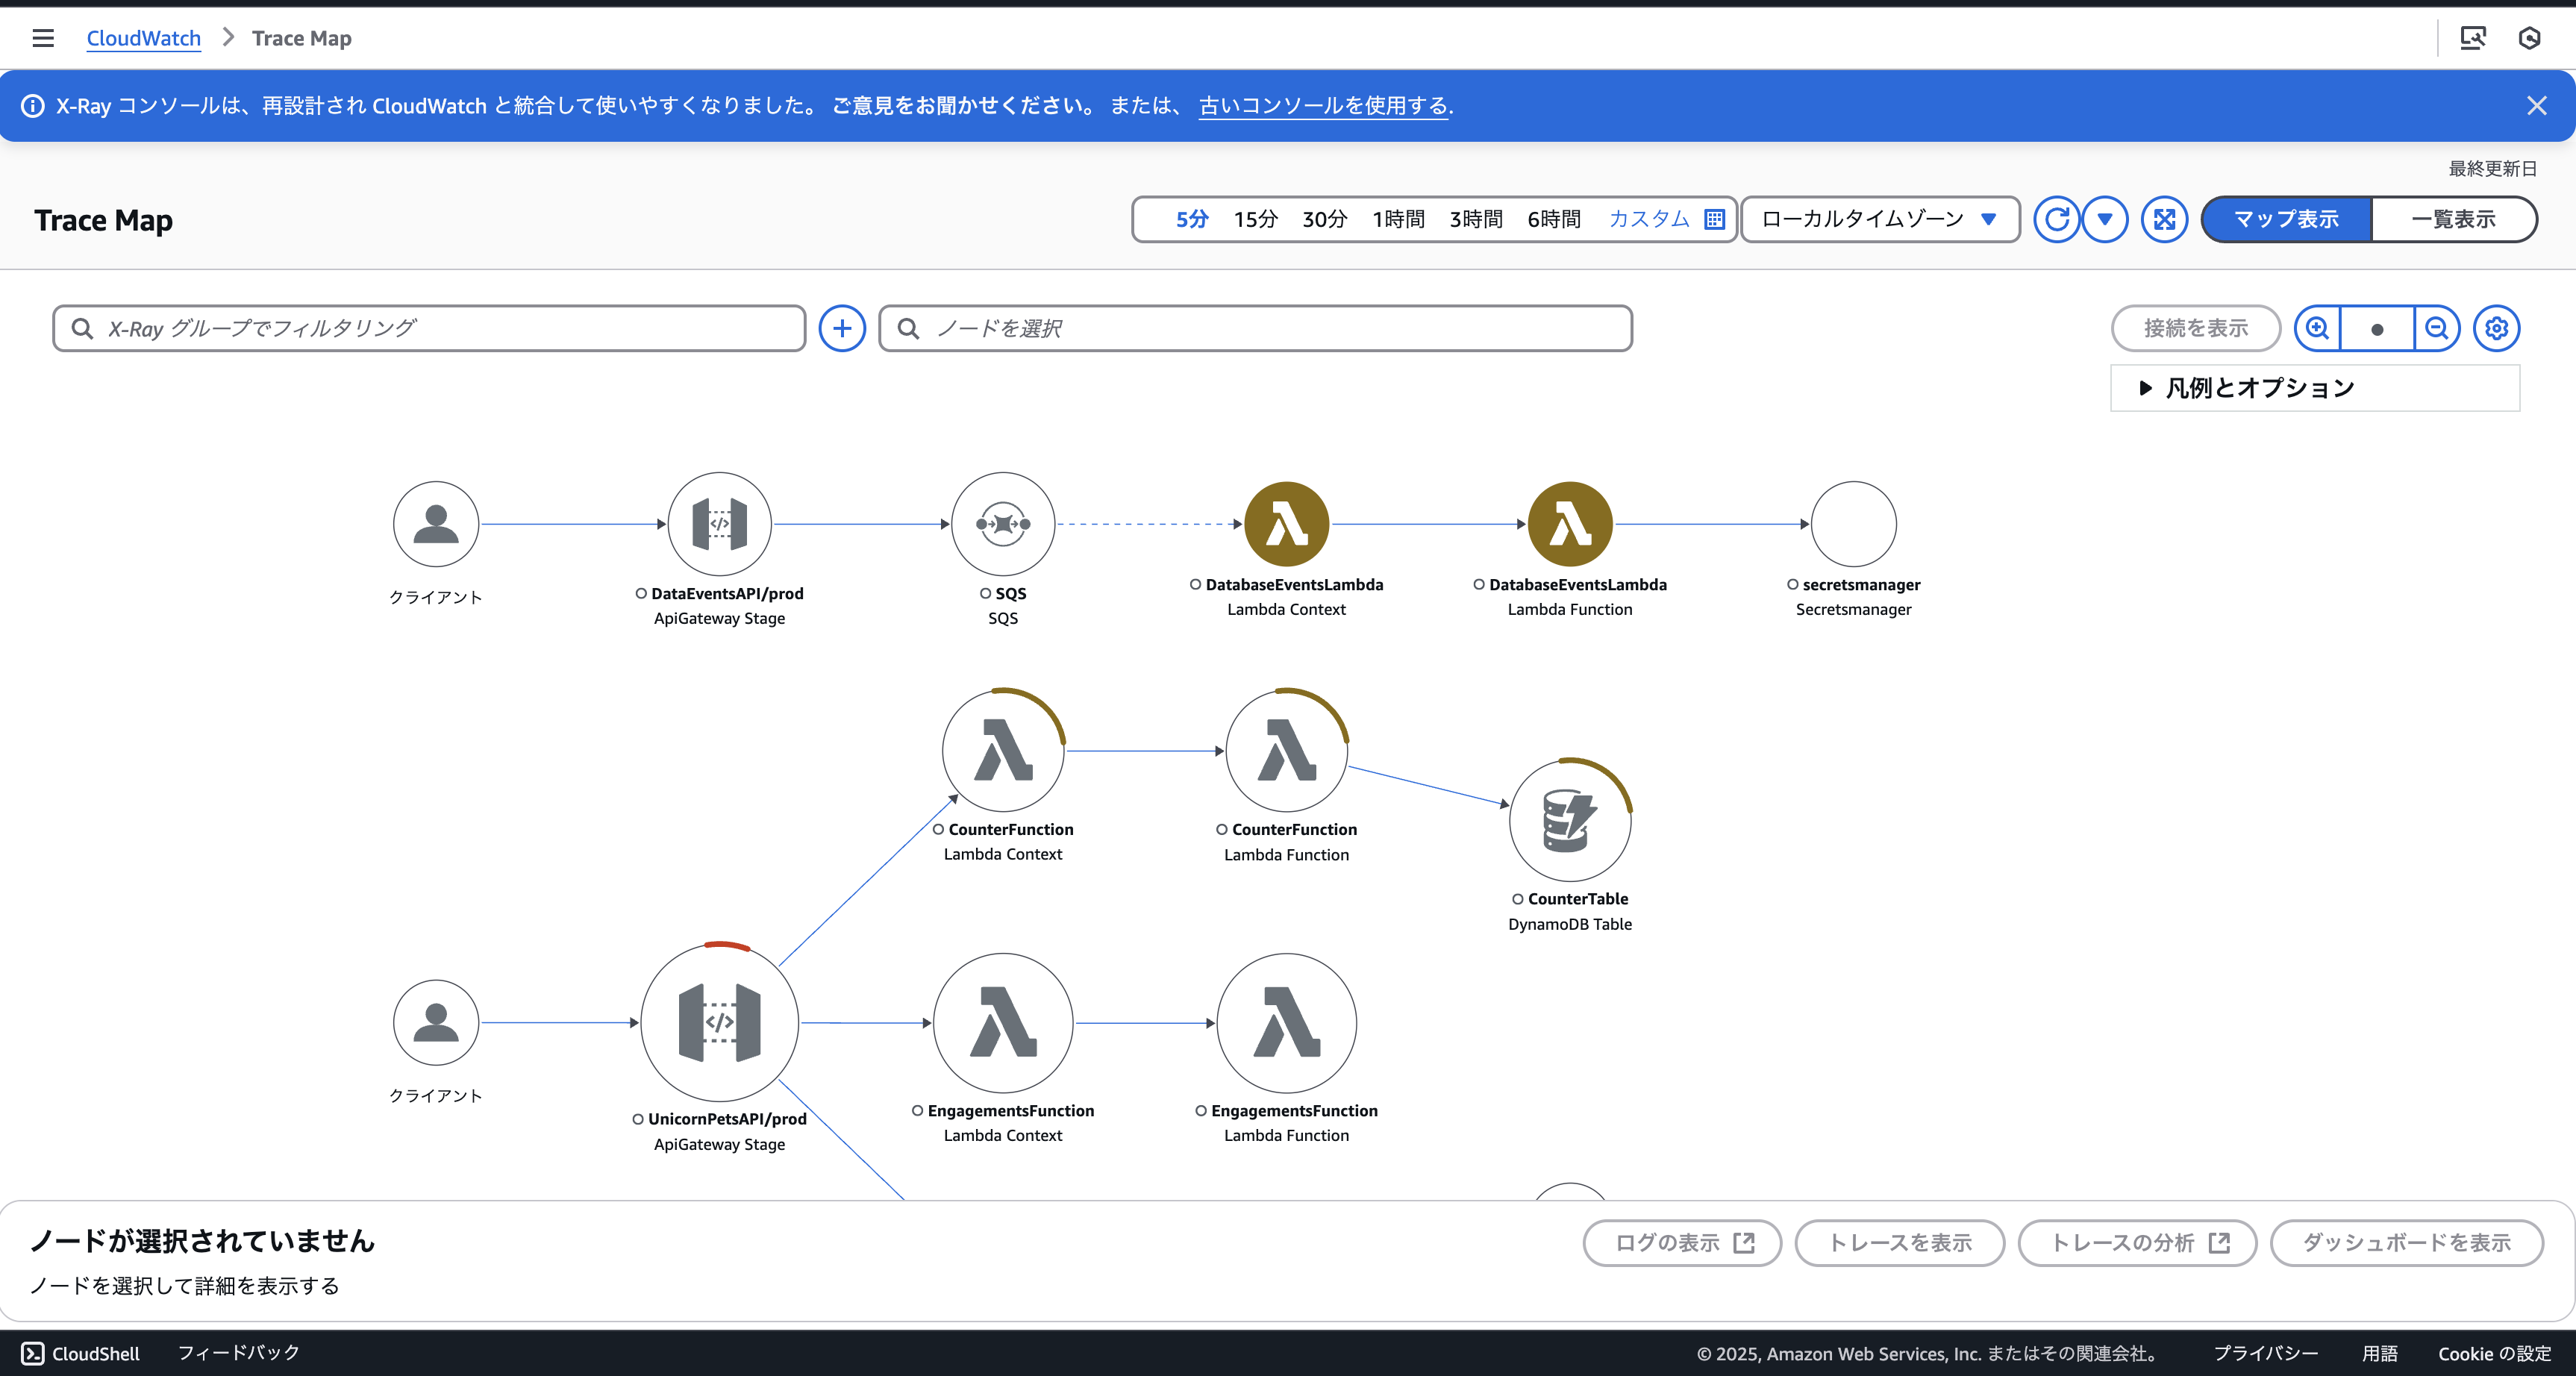 CloudWatch > Trace Map
X-Ray コンソールは、再設計され CloudWatch と統合して使いやすくなりました。 ご意見をお聞かせください。 または、 古いコンソールを使用する.
最終更新日
Trace Map
5分 15分 30分 1時間 3時間 6時間 カスタム ローカルタイムゾーン マップ表示 一覧表示
X-Ray グループでフィルタリング ノードを選択 接続を表示
凡例とオプション
クライアント
DataEventsAPI/prod
ApiGateway Stage
SQS
SQS
DatabaseEventsLambda
Lambda Context
DatabaseEventsLambda
Lambda Function
secretsmanager
Secretsmanager
CounterFunction
Lambda Context
CounterFunction
Lambda Function
CounterTable
DynamoDB Table
クライアント
UnicornPetsAPI/prod
ApiGateway Stage
EngagementsFunction
Lambda Context
EngagementsFunction
Lambda Function
ノードが選択されていません
ノードを選択して詳細を表示する
ログの表示 トレースを表示 トレースの分析 ダッシュボードを表示
CloudShell フィードバック © 2025, Amazon Web Services, Inc. またはその関連会社。 プライバシー 用語 Cookie の設定